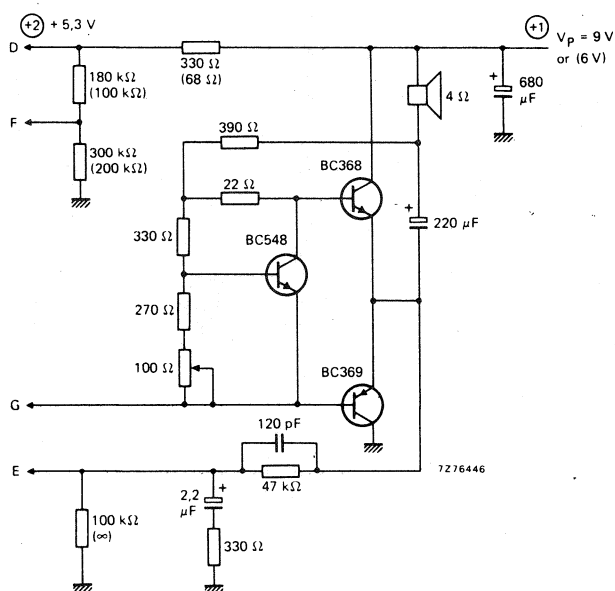 +2 + 5,3 V
+1
VP = 9 V
or (6 V)
D
330 Ω
(68 Ω)
180 kΩ
(100 kΩ)
4 Ω
+
680
μF
F
390 Ω
300 kΩ
(200 kΩ)
22 Ω
BC368
+
220 μF
330 Ω
BC548
270 Ω
100 Ω
BC369
G
120 pF
E
7Z76446
47 kΩ
100 kΩ
(∞)
2,2
μF
+
330 Ω